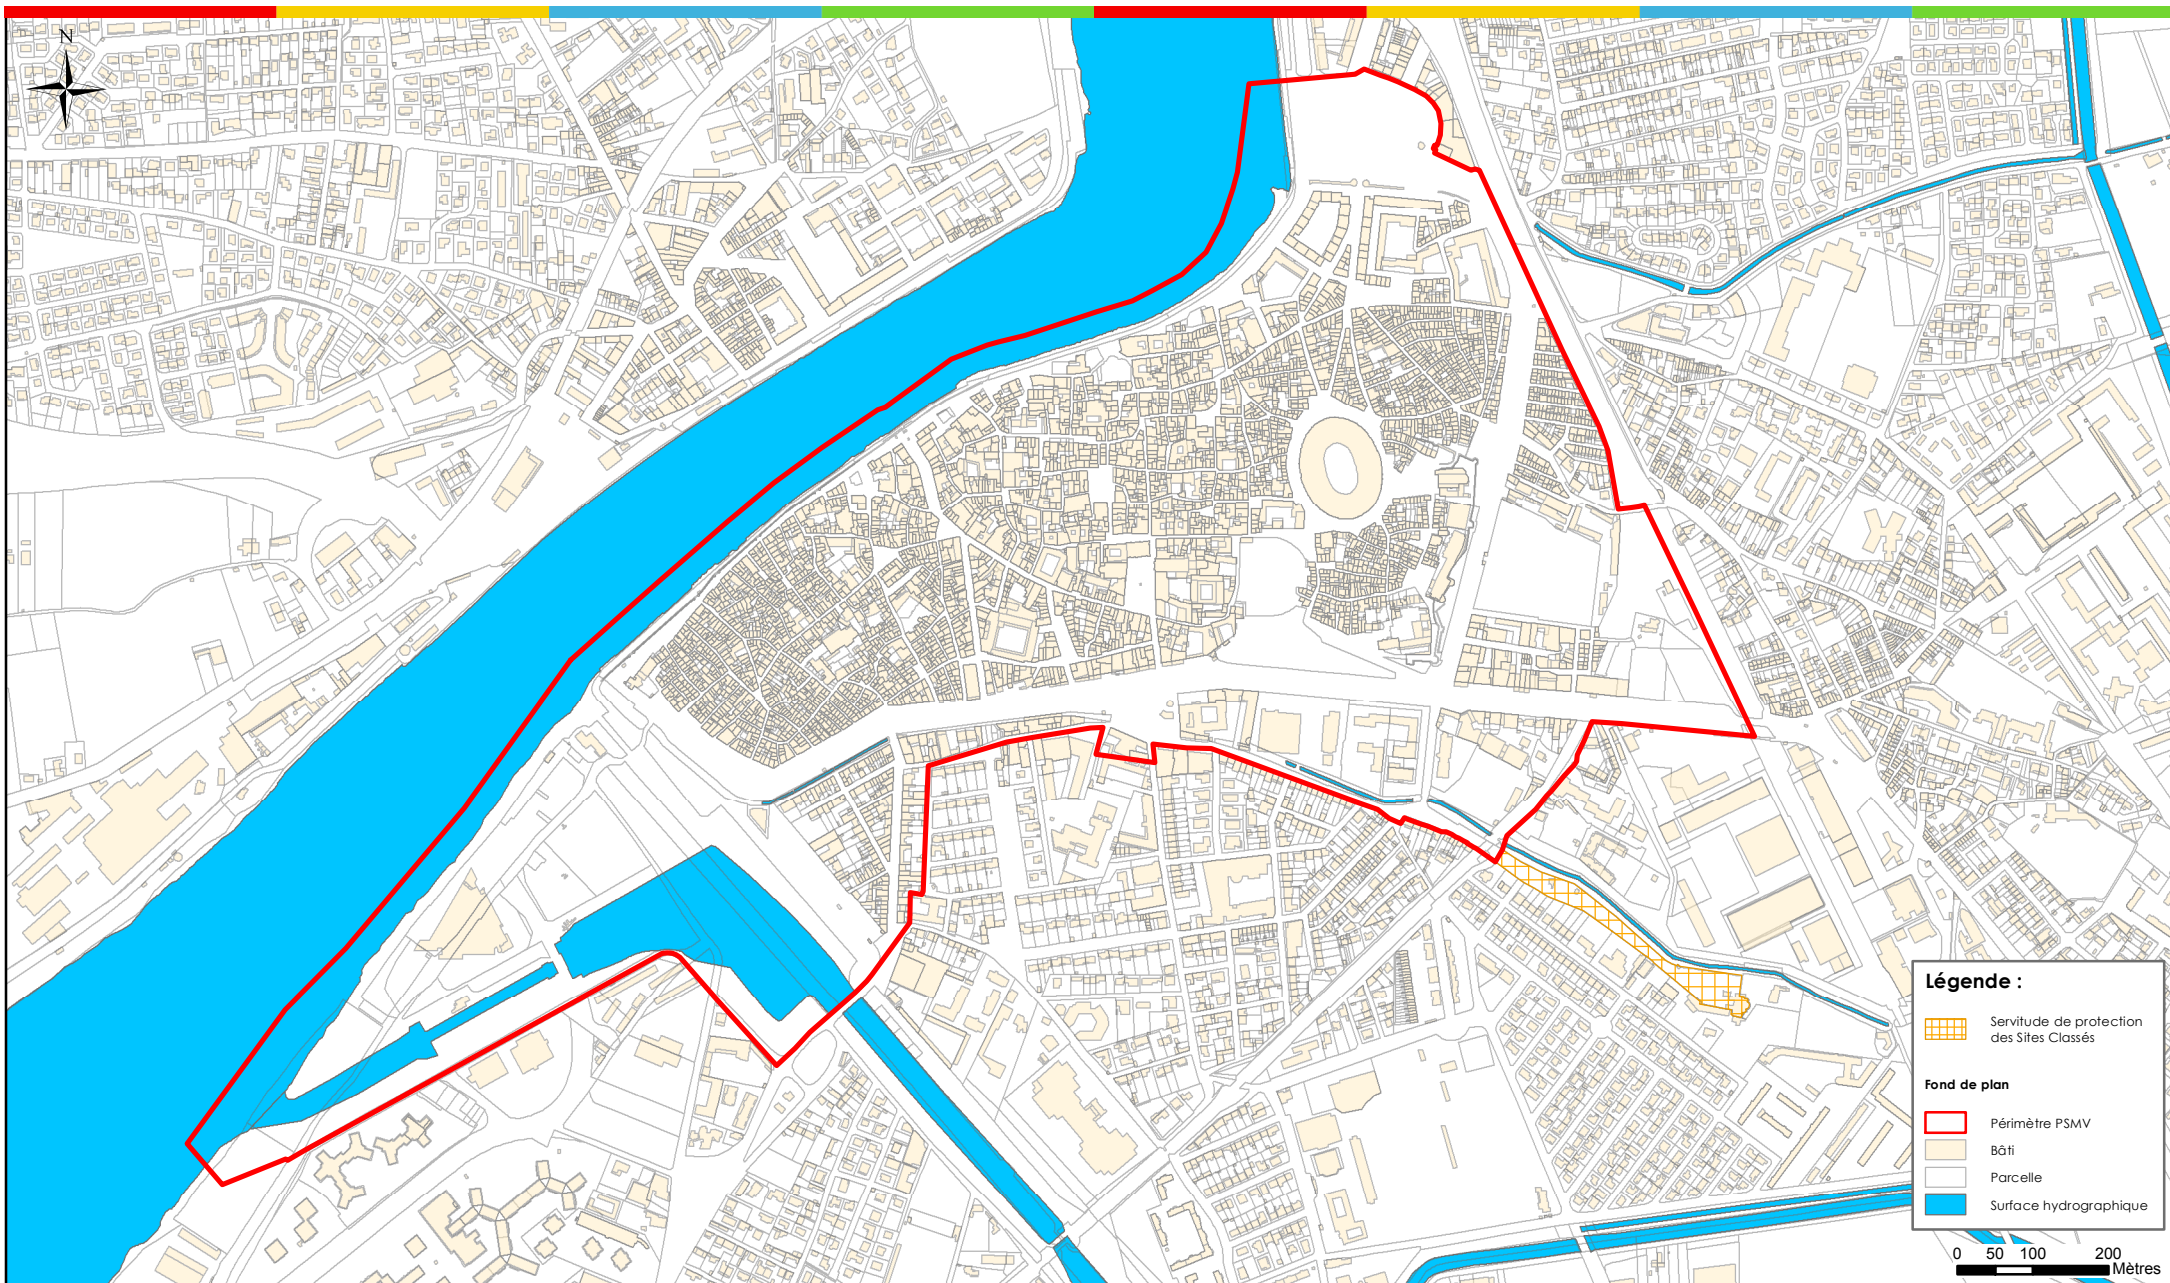 N
Légende :
Servitude de protection
des Sites Classés
Fond de plan
Périmètre PSMV
Bâti
Parcelle
Surface hydrographique
0 50 100 200
Mètres